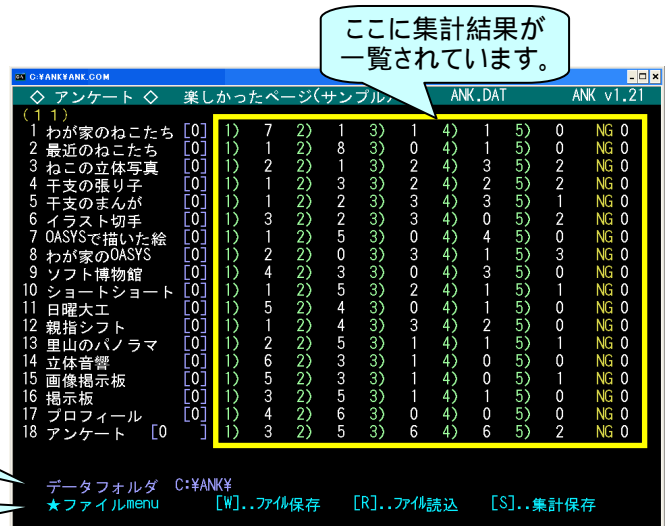 ここに集計結果が
一覧されています。
C:¥ANK¥ANK.COM
◇ アンケート ◇ 楽しかったページ(サンプル) ANK.DAT ANK v1.21
(11)
1 わが家のねこたち [0] 1) 7 2) 1 3) 1 4) 1 5) 0 NG 0
2 最近のねこたち [0] 1) 1 2) 8 3) 0 4) 1 5) 0 NG 0
3 ねこの立体写真 [0] 1) 2 2) 1 3) 2 4) 3 5) 2 NG 0
4 干支の張り子 [0] 1) 1 2) 3 3) 2 4) 2 5) 2 NG 0
5 干支のまんが [0] 1) 1 2) 2 3) 3 4) 3 5) 1 NG 0
6 イラスト切手 [0] 1) 3 2) 2 3) 3 4) 0 5) 2 NG 0
7 OASYSで描いた絵 [0] 1) 1 2) 5 3) 0 4) 4 5) 0 NG 0
8 わが家のOASYS [0] 1) 2 2) 0 3) 3 4) 1 5) 3 NG 0
9 ソフト博物館 [0] 1) 4 2) 3 3) 0 4) 3 5) 0 NG 0
10 ショートショート [0] 1) 1 2) 5 3) 2 4) 1 5) 1 NG 0
11 日曜大工 [0] 1) 5 2) 4 3) 0 4) 1 5) 0 NG 0
12 親指シフト [0] 1) 1 2) 4 3) 3 4) 2 5) 0 NG 0
13 里山のパノラマ [0] 1) 2 2) 5 3) 1 4) 1 5) 1 NG 0
14 立体音響 [0] 1) 6 2) 3 3) 1 4) 0 5) 0 NG 0
15 画像掲示板 [0] 1) 5 2) 3 3) 1 4) 0 5) 1 NG 0
16 掲示板 [0] 1) 3 2) 5 3) 1 4) 1 5) 0 NG 0
17 プロフィール [0] 1) 4 2) 6 3) 0 4) 0 5) 0 NG 0
18 アンケート [0 ] 1) 3 2) 5 3) 6 4) 6 5) 2 NG 0
データフォルダ C:¥ANK¥
★ファイルmenu [W]..ファイル保存 [R]..ファイル読込 [S]..集計保存